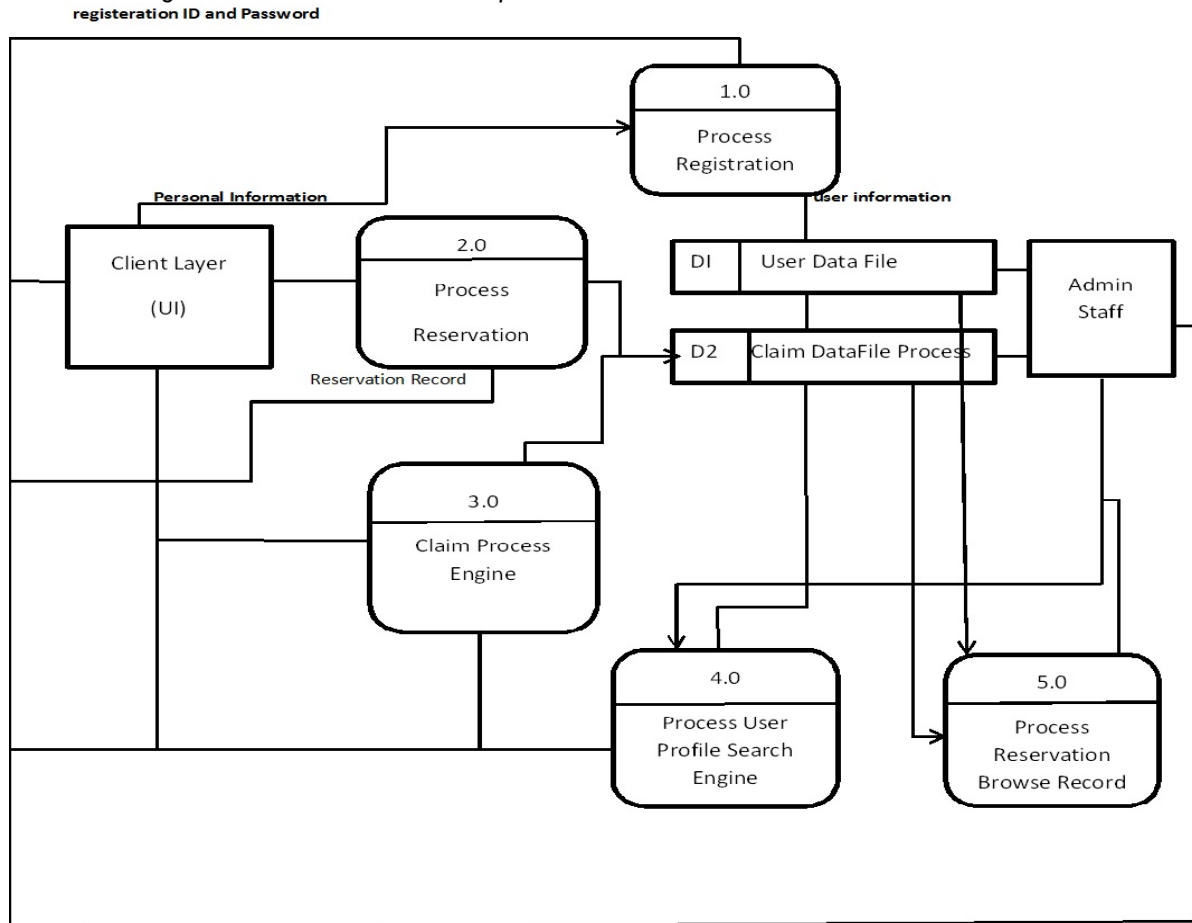 registeration ID and Password
1.0
Process
Registration
Personal Information
user information
Client Layer
(UI)
2.0
Process
Reservation
D1
User Data File
Admin
Staff
D2
Claim DataFile Process
Reservation Record
3.0
Claim Process
Engine
4.0
Process User
Profile Search
Engine
5.0
Process
Reservation
Browse Record